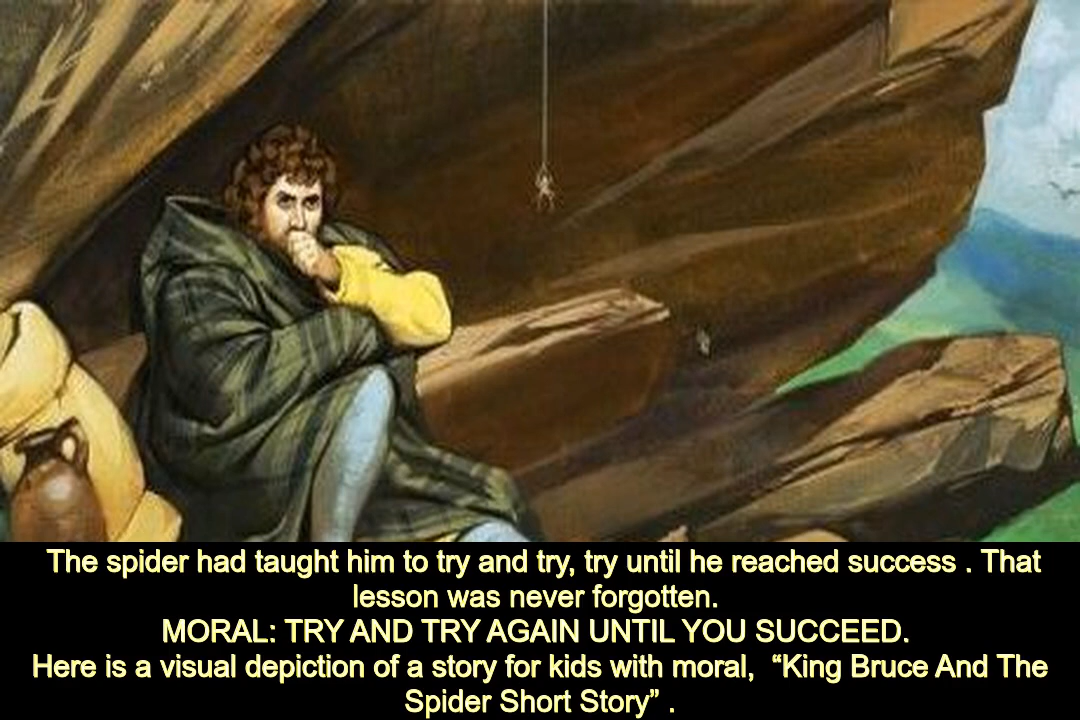 The spider had taught him to try and try, try until he reached success . That
lesson was never forgotten.
MORAL: TRY AND TRY AGAIN UNTIL YOU SUCCEED.
Here is a visual depiction of a story for kids with moral,  “King Bruce And The
Spider Short Story” .